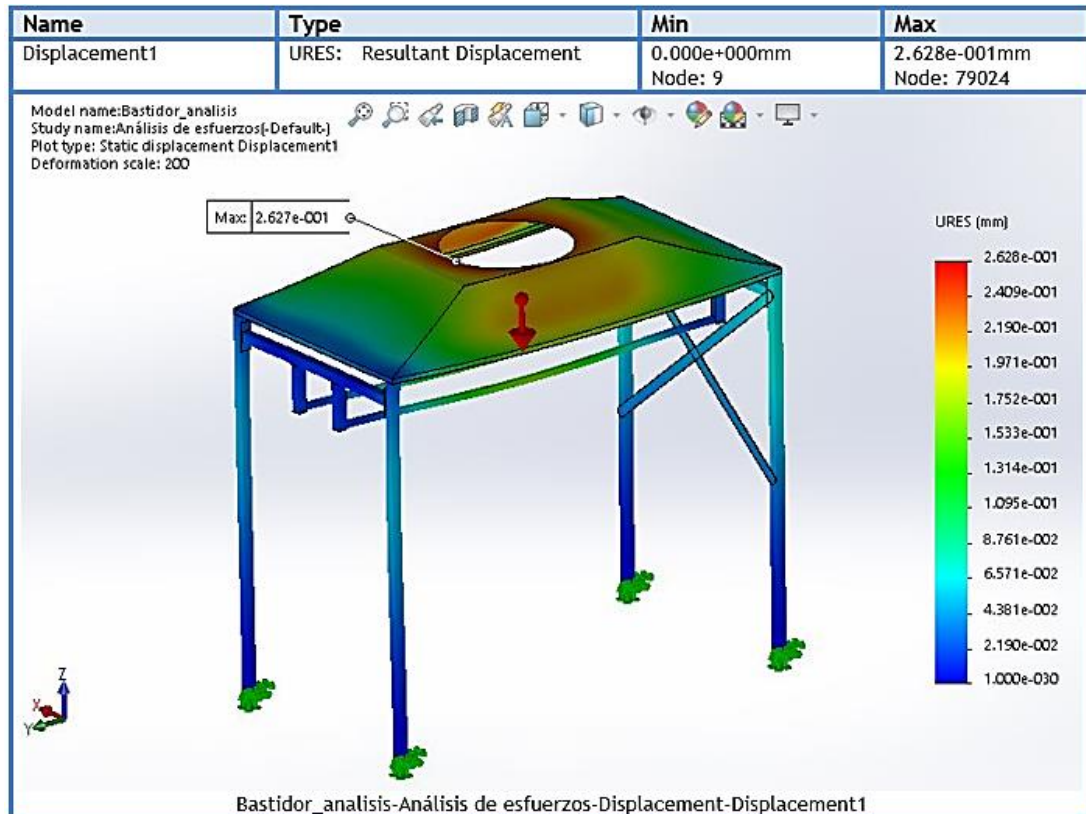 Name Type Min Max
Displacement1 URES: Resultant Displacement 0.000e+000mm 2.628e-001mm
Node: 9 Node: 79024
Model name:Bastidor_analisis
Study name:Análisis de esfuerzos(-Default-)
Plot type: Static displacement Displacement1
Deformation scale: 200
Max: 2.627e-001
URES (mm)
2.628e-001
2.409e-001
2.190e-001
1.971e-001
1.752e-001
1.533e-001
1.314e-001
1.095e-001
8.761e-002
6.571e-002
4.381e-002
2.190e-002
1.000e-030
Z
X
Y
Bastidor_analisis-Análisis de esfuerzos-Displacement-Displacement1